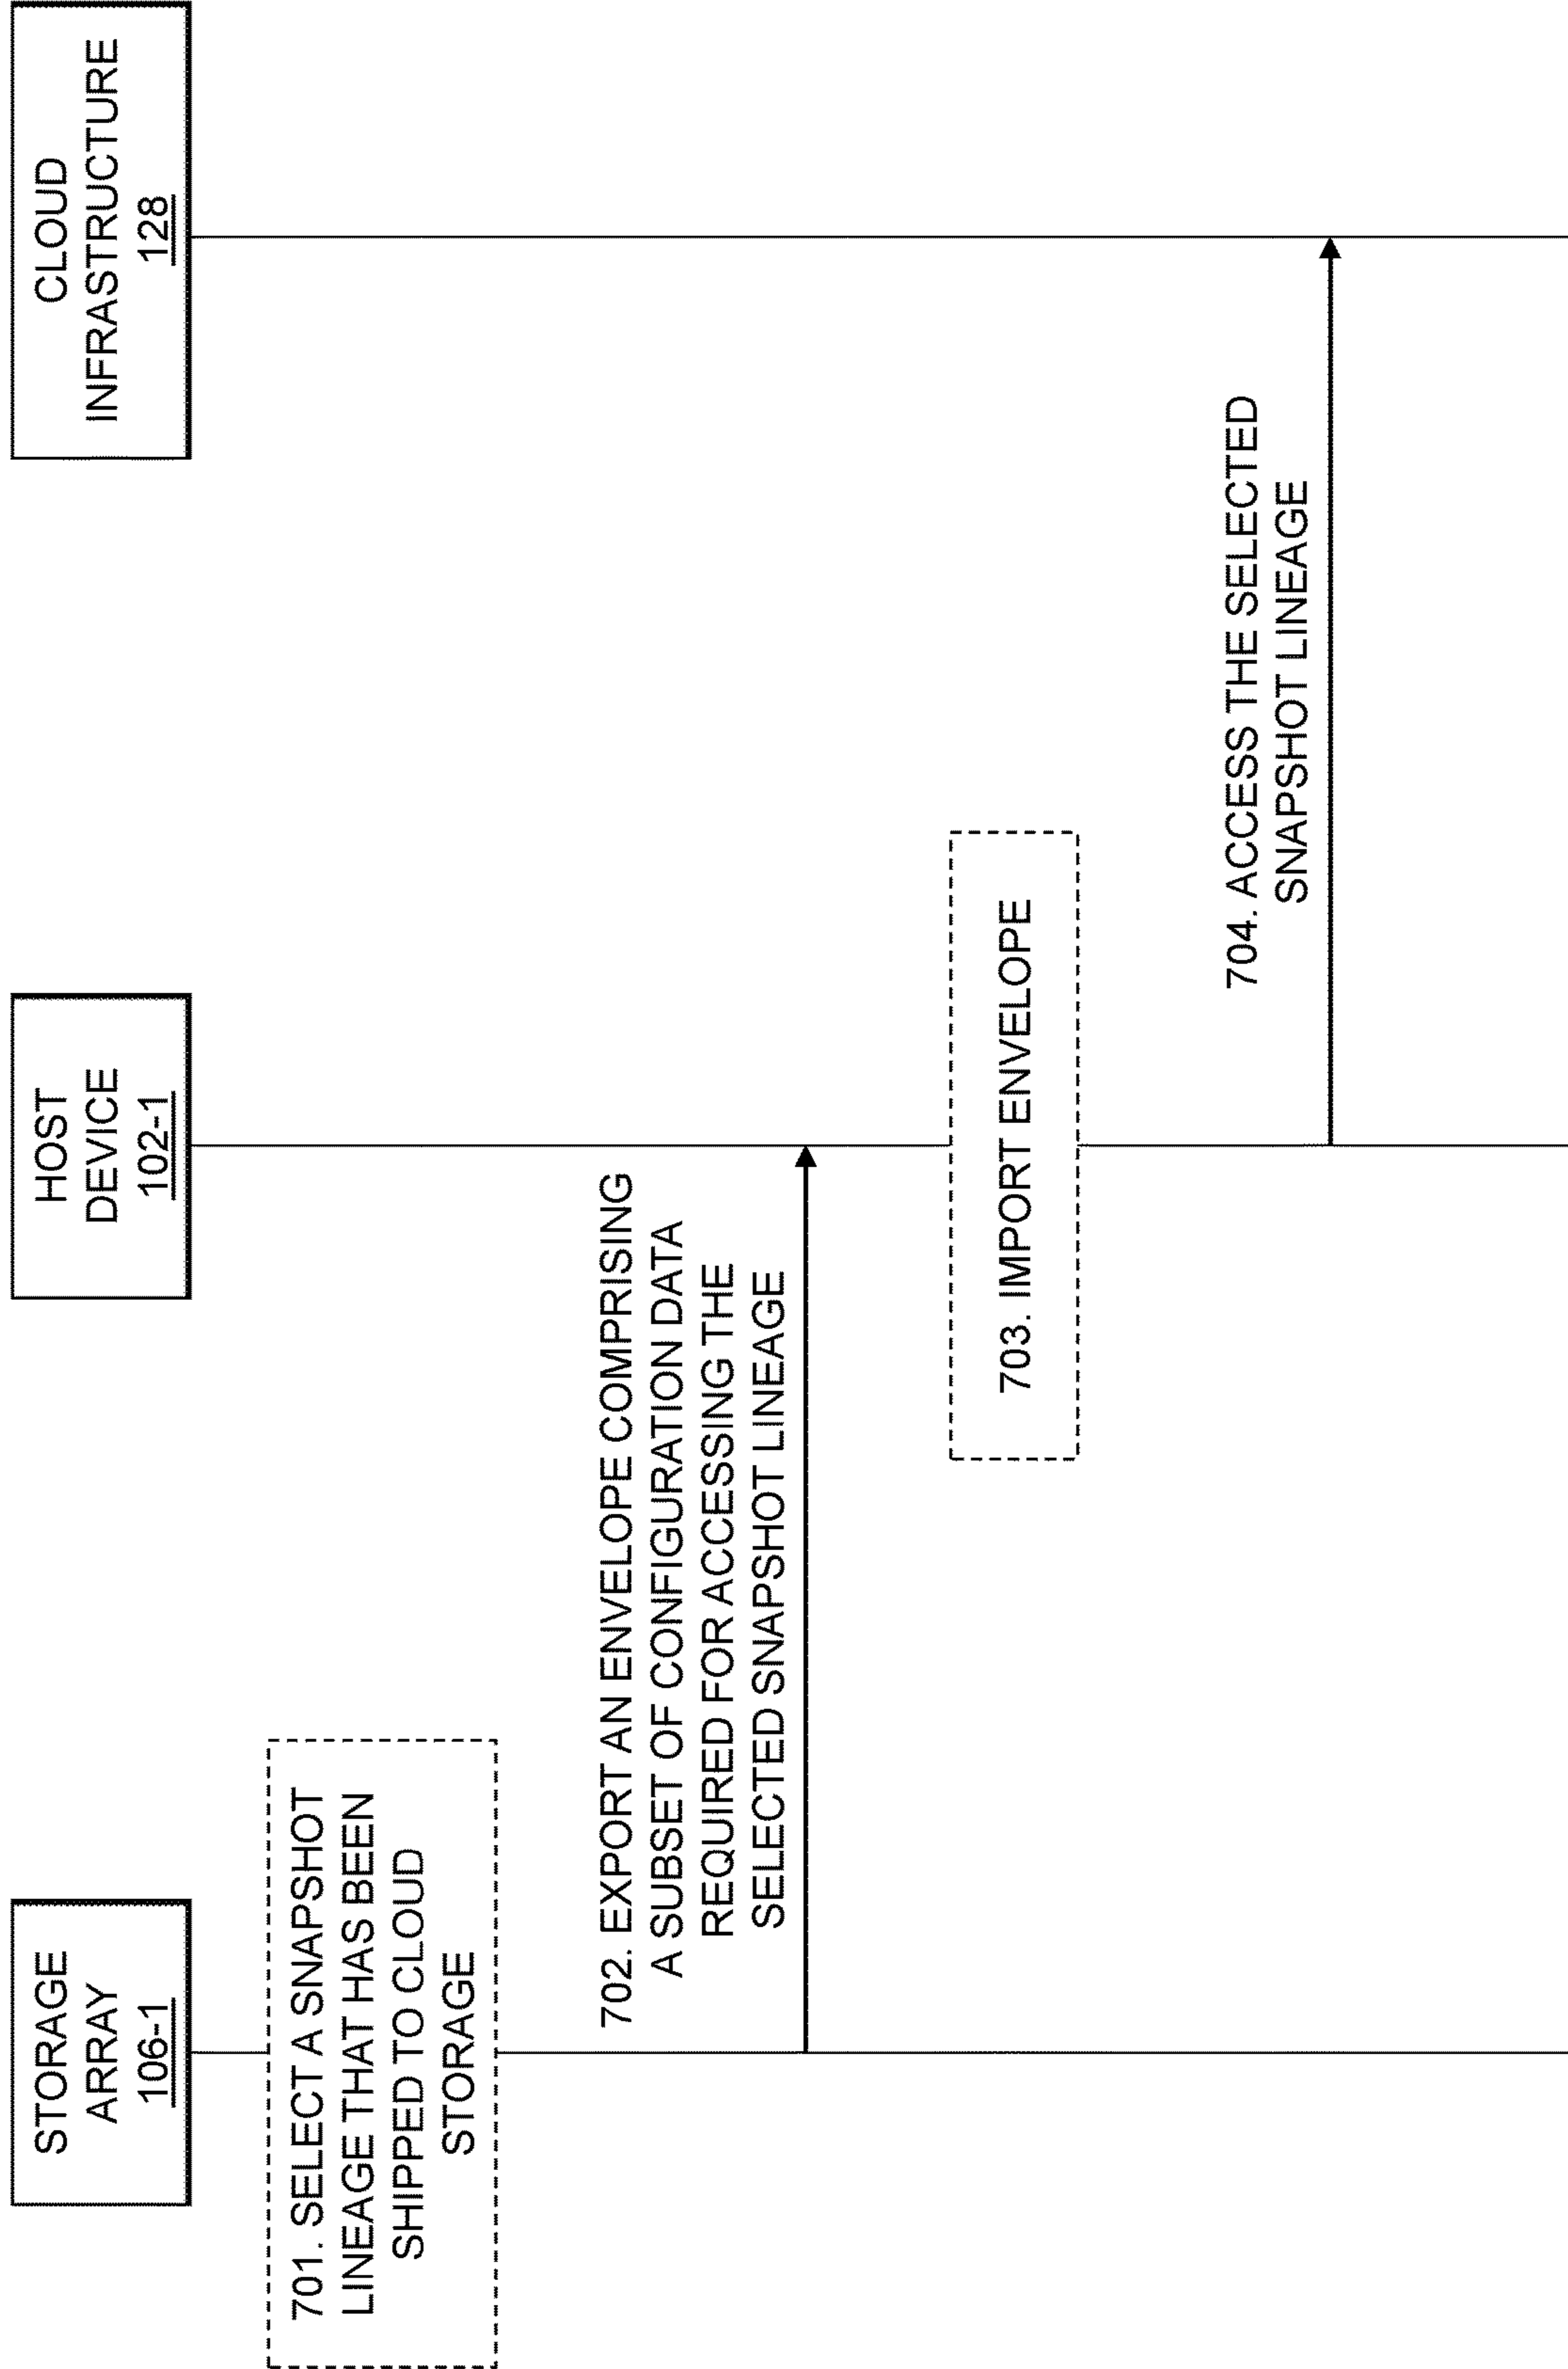 STORAGE
ARRAY
106-1
HOST
DEVICE
102-1
CLOUD
INFRASTRUCTURE
128
701. SELECT A SNAPSHOT
LINEAGE THAT HAS BEEN
SHIPPED TO CLOUD
STORAGE
702. EXPORT AN ENVELOPE COMPRISING
A SUBSET OF CONFIGURATION DATA
REQUIRED FOR ACCESSING THE
SELECTED SNAPSHOT LINEAGE
703. IMPORT ENVELOPE
704. ACCESS THE SELECTED
SNAPSHOT LINEAGE